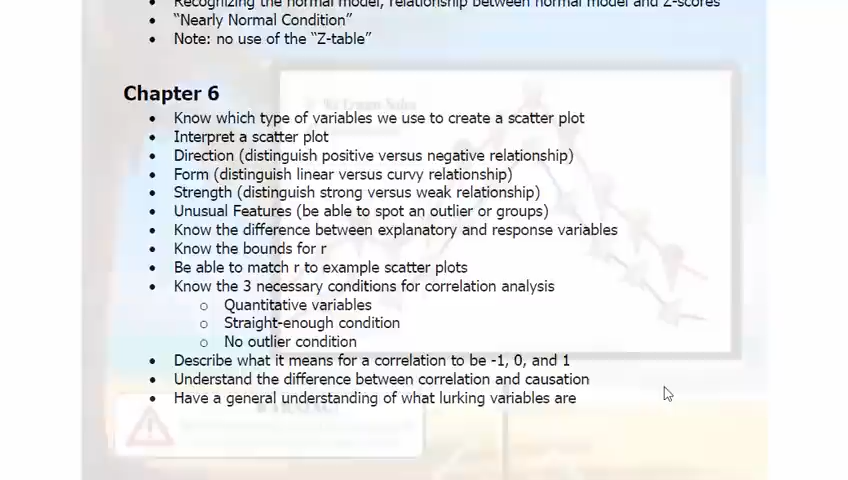 Recognizing the normal model, relationship between normal model and Z-scores
"Nearly Normal Condition"
Note: no use of the "Z-table"
Chapter 6
Know which type of variables we use to create a scatter plot
Interpret a scatter plot
Direction (distinguish positive versus negative relationship)
Form (distinguish linear versus curvy relationship)
Strength (distinguish strong versus weak relationship)
Unusual Features (be able to spot an outlier or groups)
Know the difference between explanatory and response variables
Know the bounds for r
Be able to match r to example scatter plots
Know the 3 necessary conditions for correlation analysis
Quantitative variables
Straight-enough condition
No outlier condition
Describe what it means for a correlation to be -1, 0, and 1
Understand the difference between correlation and causation
Have a general understanding of what lurking variables are